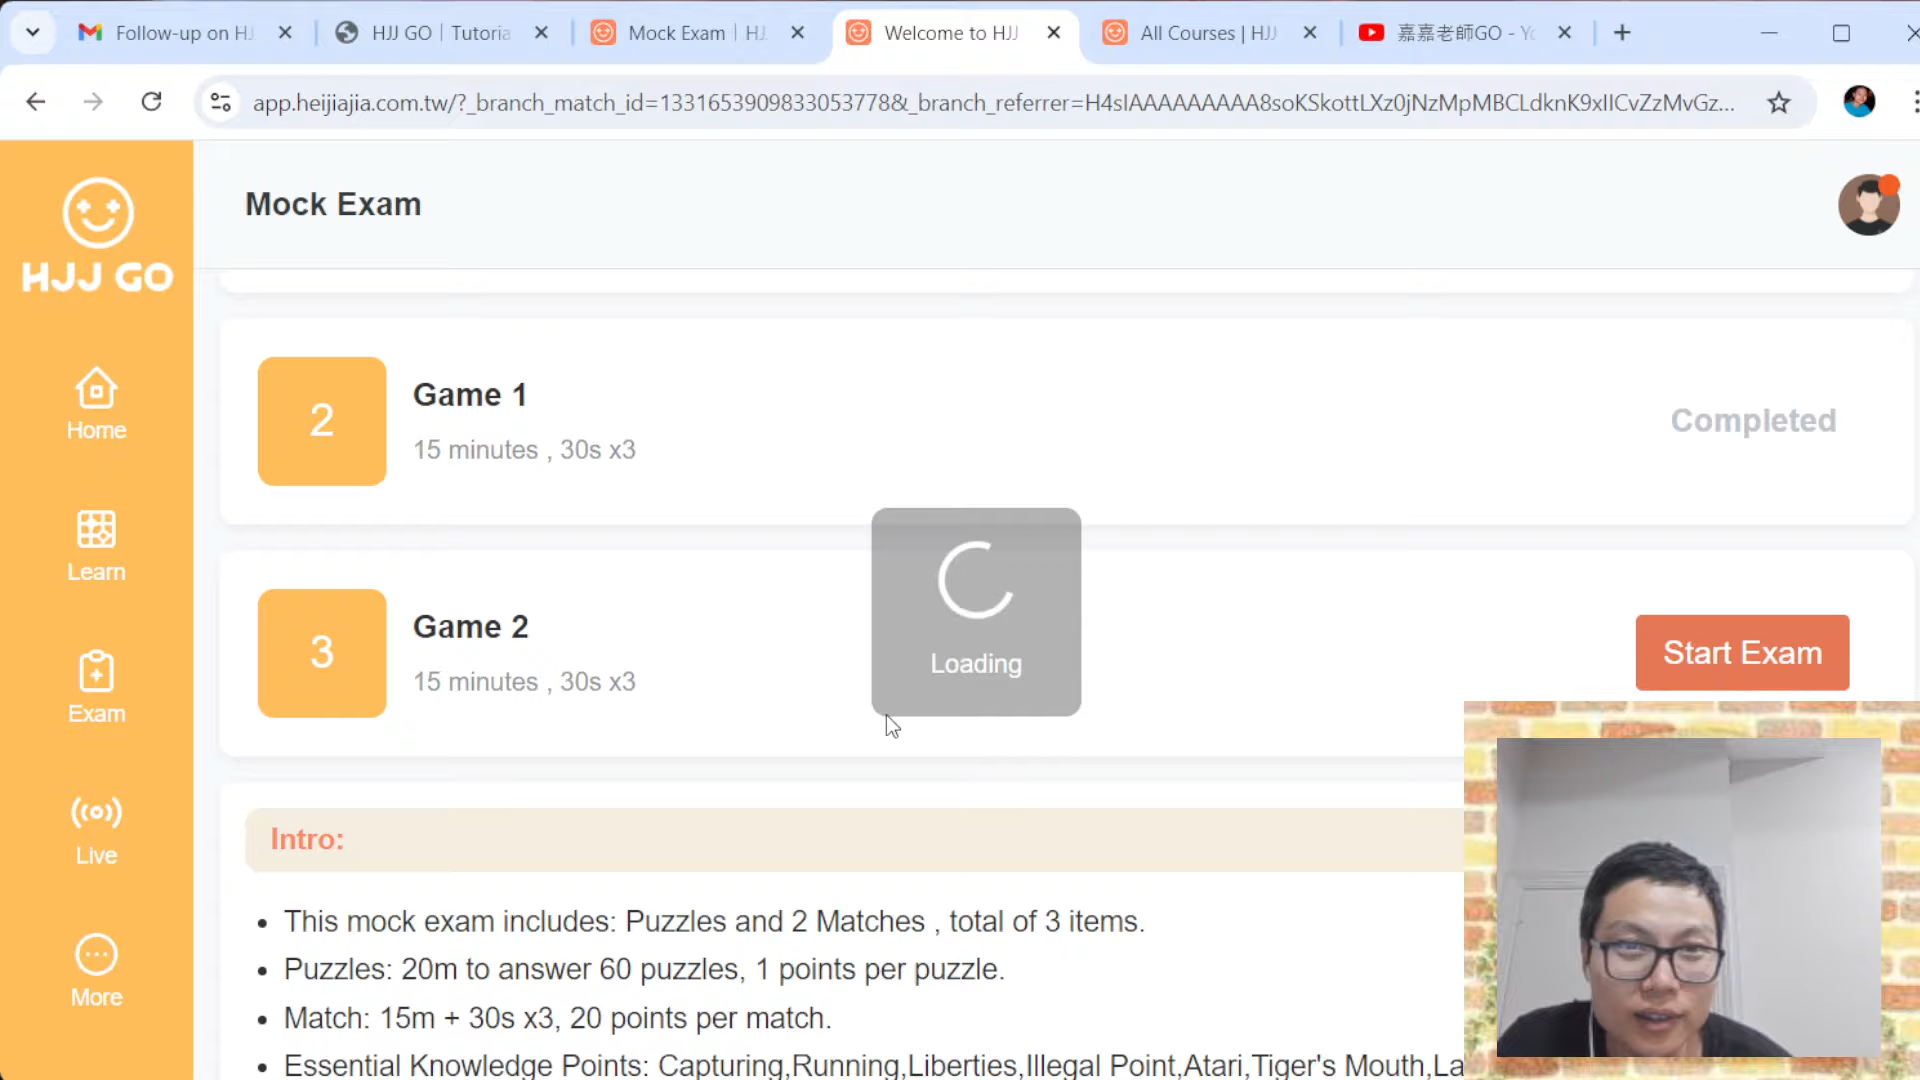 Follow-up on HJ
HJJ GO | Tutoria
Mock Exam | HJ
Welcome to HJJ
All Courses | HJJ
嘉嘉老師GO - Yo
app.heijiajia.com.tw/?_branch_match_id=1331653909833053778&_branch_referrer=H4sIAAAAAAAAA8soKSkottLXz0jNzMpMBCLdknK9xIICvZzMvGz...
HJJ GO
Mock Exam
Home
Learn
Exam
Live
More
2
Game 1
15 minutes , 30s x3
Completed
3
Game 2
15 minutes , 30s x3
Start Exam
Loading
Intro:
• This mock exam includes: Puzzles and 2 Matches , total of 3 items.
• Puzzles: 20m to answer 60 puzzles, 1 points per puzzle.
• Match: 15m + 30s x3, 20 points per match.
• Essential Knowledge Points: Capturing,Running,Liberties,Illegal Point,Atari,Tiger's Mouth,La